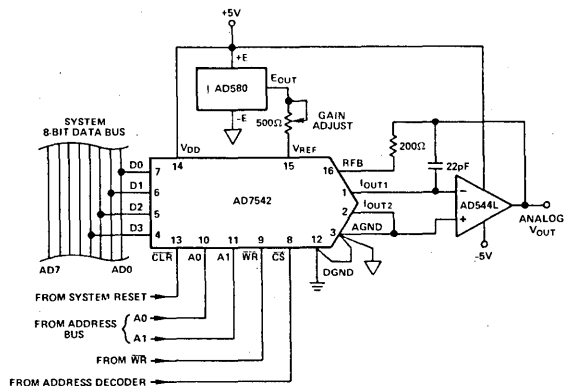 +5V
+E
AD580
EOUT
-E
500Ω
GAIN
ADJUST
SYSTEM
8-BIT DATA BUS
VDD
14
15
VREF
16
RFB
200Ω
22pF
D0
7
D1
6
D2
5
D3
4
AD7542
1
IOUT1
2
IOUT2
3
AGND
−
+
AD544L
ANALOG
VOUT
-5V
AD7
AD0
13
10
11
9
8
12
CLR
A0
A1
WR
CS
DGND
FROM SYSTEM RESET
FROM ADDRESS
BUS
A0
A1
FROM WR
FROM ADDRESS DECODER